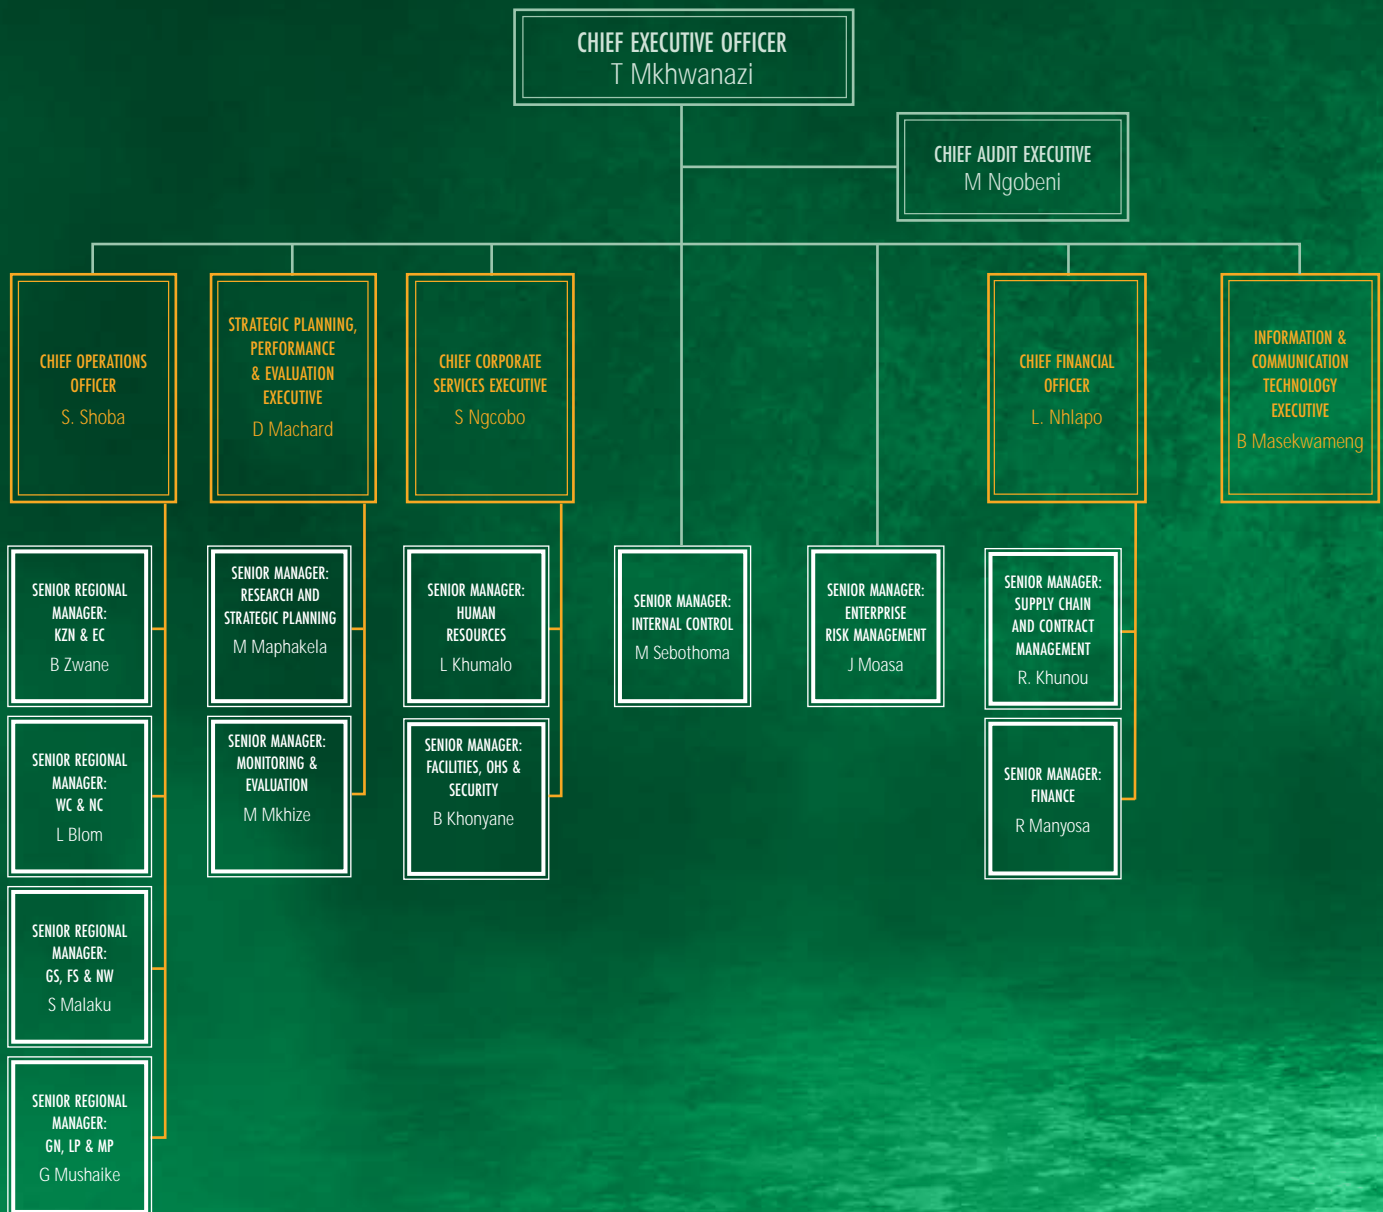 CHIEF EXECUTIVE OFFICER
T Mkhwanazi
CHIEF AUDIT EXECUTIVE
M Ngobeni
CHIEF OPERATIONS
OFFICER
S. Shoba
STRATEGIC PLANNING,
PERFORMANCE
& EVALUATION
EXECUTIVE
D Machard
CHIEF CORPORATE
SERVICES EXECUTIVE
S Ngcobo
CHIEF FINANCIAL
OFFICER
L. Nhlapo
INFORMATION &
COMMUNICATION
TECHNOLOGY
EXECUTIVE
B Masekwameng
SENIOR REGIONAL
MANAGER:
KZN & EC
B Zwane
SENIOR MANAGER:
RESEARCH AND
STRATEGIC PLANNING
M Maphakela
SENIOR MANAGER:
HUMAN
RESOURCES
L Khumalo
SENIOR MANAGER:
INTERNAL CONTROL
M Sebothoma
SENIOR MANAGER:
ENTERPRISE
RISK MANAGEMENT
J Moasa
SENIOR MANAGER:
SUPPLY CHAIN
AND CONTRACT
MANAGEMENT
R. Khunou
SENIOR REGIONAL
MANAGER:
WC & NC
L Blom
SENIOR MANAGER:
MONITORING &
EVALUATION
M Mkhize
SENIOR MANAGER:
FACILITIES, OHS &
SECURITY
B Khonyane
SENIOR MANAGER:
FINANCE
R Manyosa
SENIOR REGIONAL
MANAGER:
GS, FS & NW
S Malaku
SENIOR REGIONAL
MANAGER:
GN, LP & MP
G Mushaike